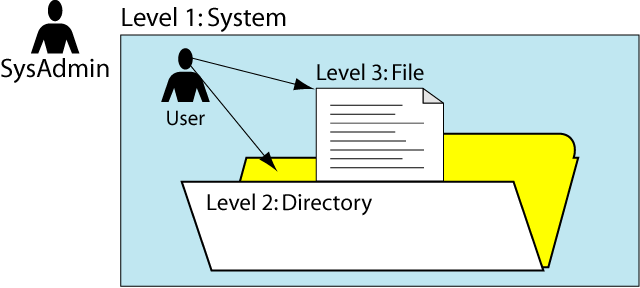 Level 1: System
SysAdmin
Level 3: File
User
Level 2: Directory